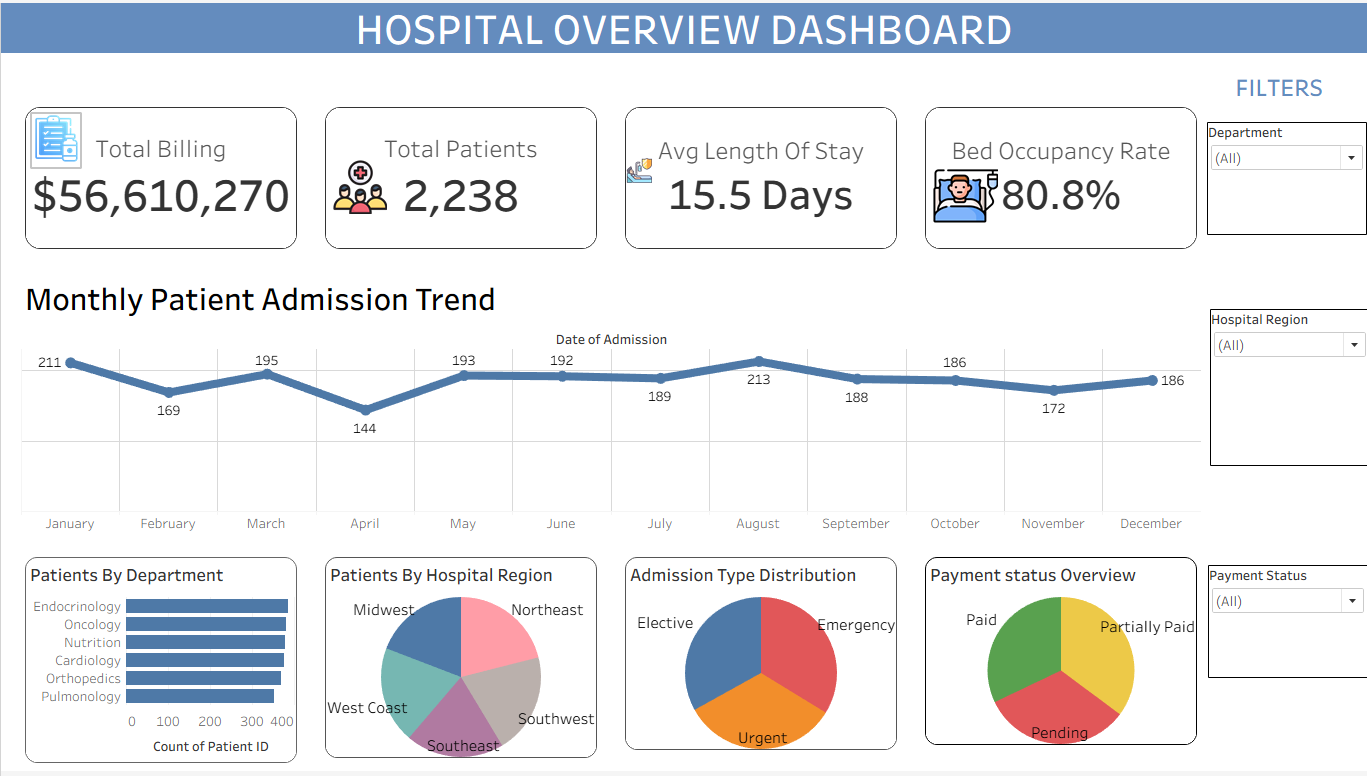 HOSPITAL OVERVIEW DASHBOARD
FILTERS
Total Billing
$56,610,270
Total Patients
2,238
Avg Length Of Stay
15.5 Days
Bed Occupancy Rate
80.8%
Department
(All)
Monthly Patient Admission Trend
Date of Admission
211
169
195
144
193
192
189
213
188
186
172
186
January February March April May June July August September October November December
Hospital Region
(All)
Patients By Department
Endocrinology
Oncology
Nutrition
Cardiology
Orthopedics
Pulmonology
0 100 200 300 400
Count of Patient ID
Patients By Hospital Region
Midwest
Northeast
West Coast
Southwest
Southeast
Admission Type Distribution
Elective
Emergency
Urgent
Payment status Overview
Paid
Partially Paid
Pending
Payment Status
(All)